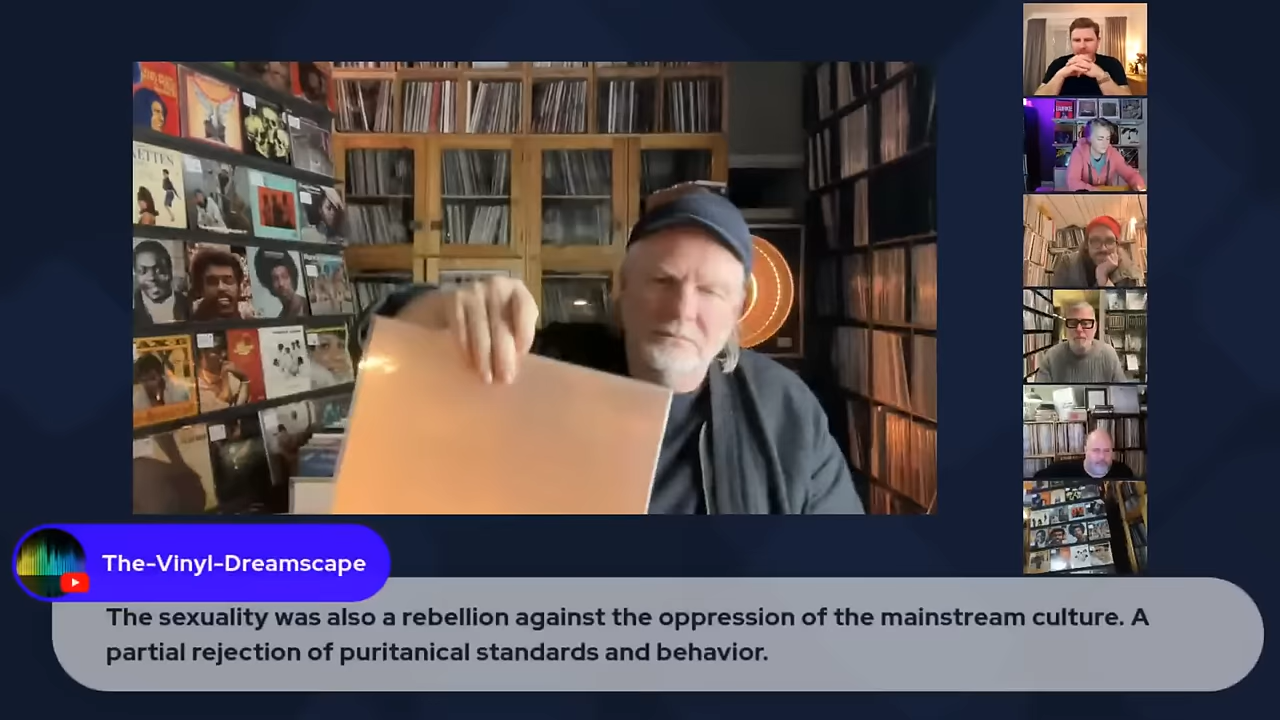 KETTES
The-Vinyl-Dreamscape
The sexuality was also a rebellion against the oppression of the mainstream culture. A
partial rejection of puritanical standards and behavior.